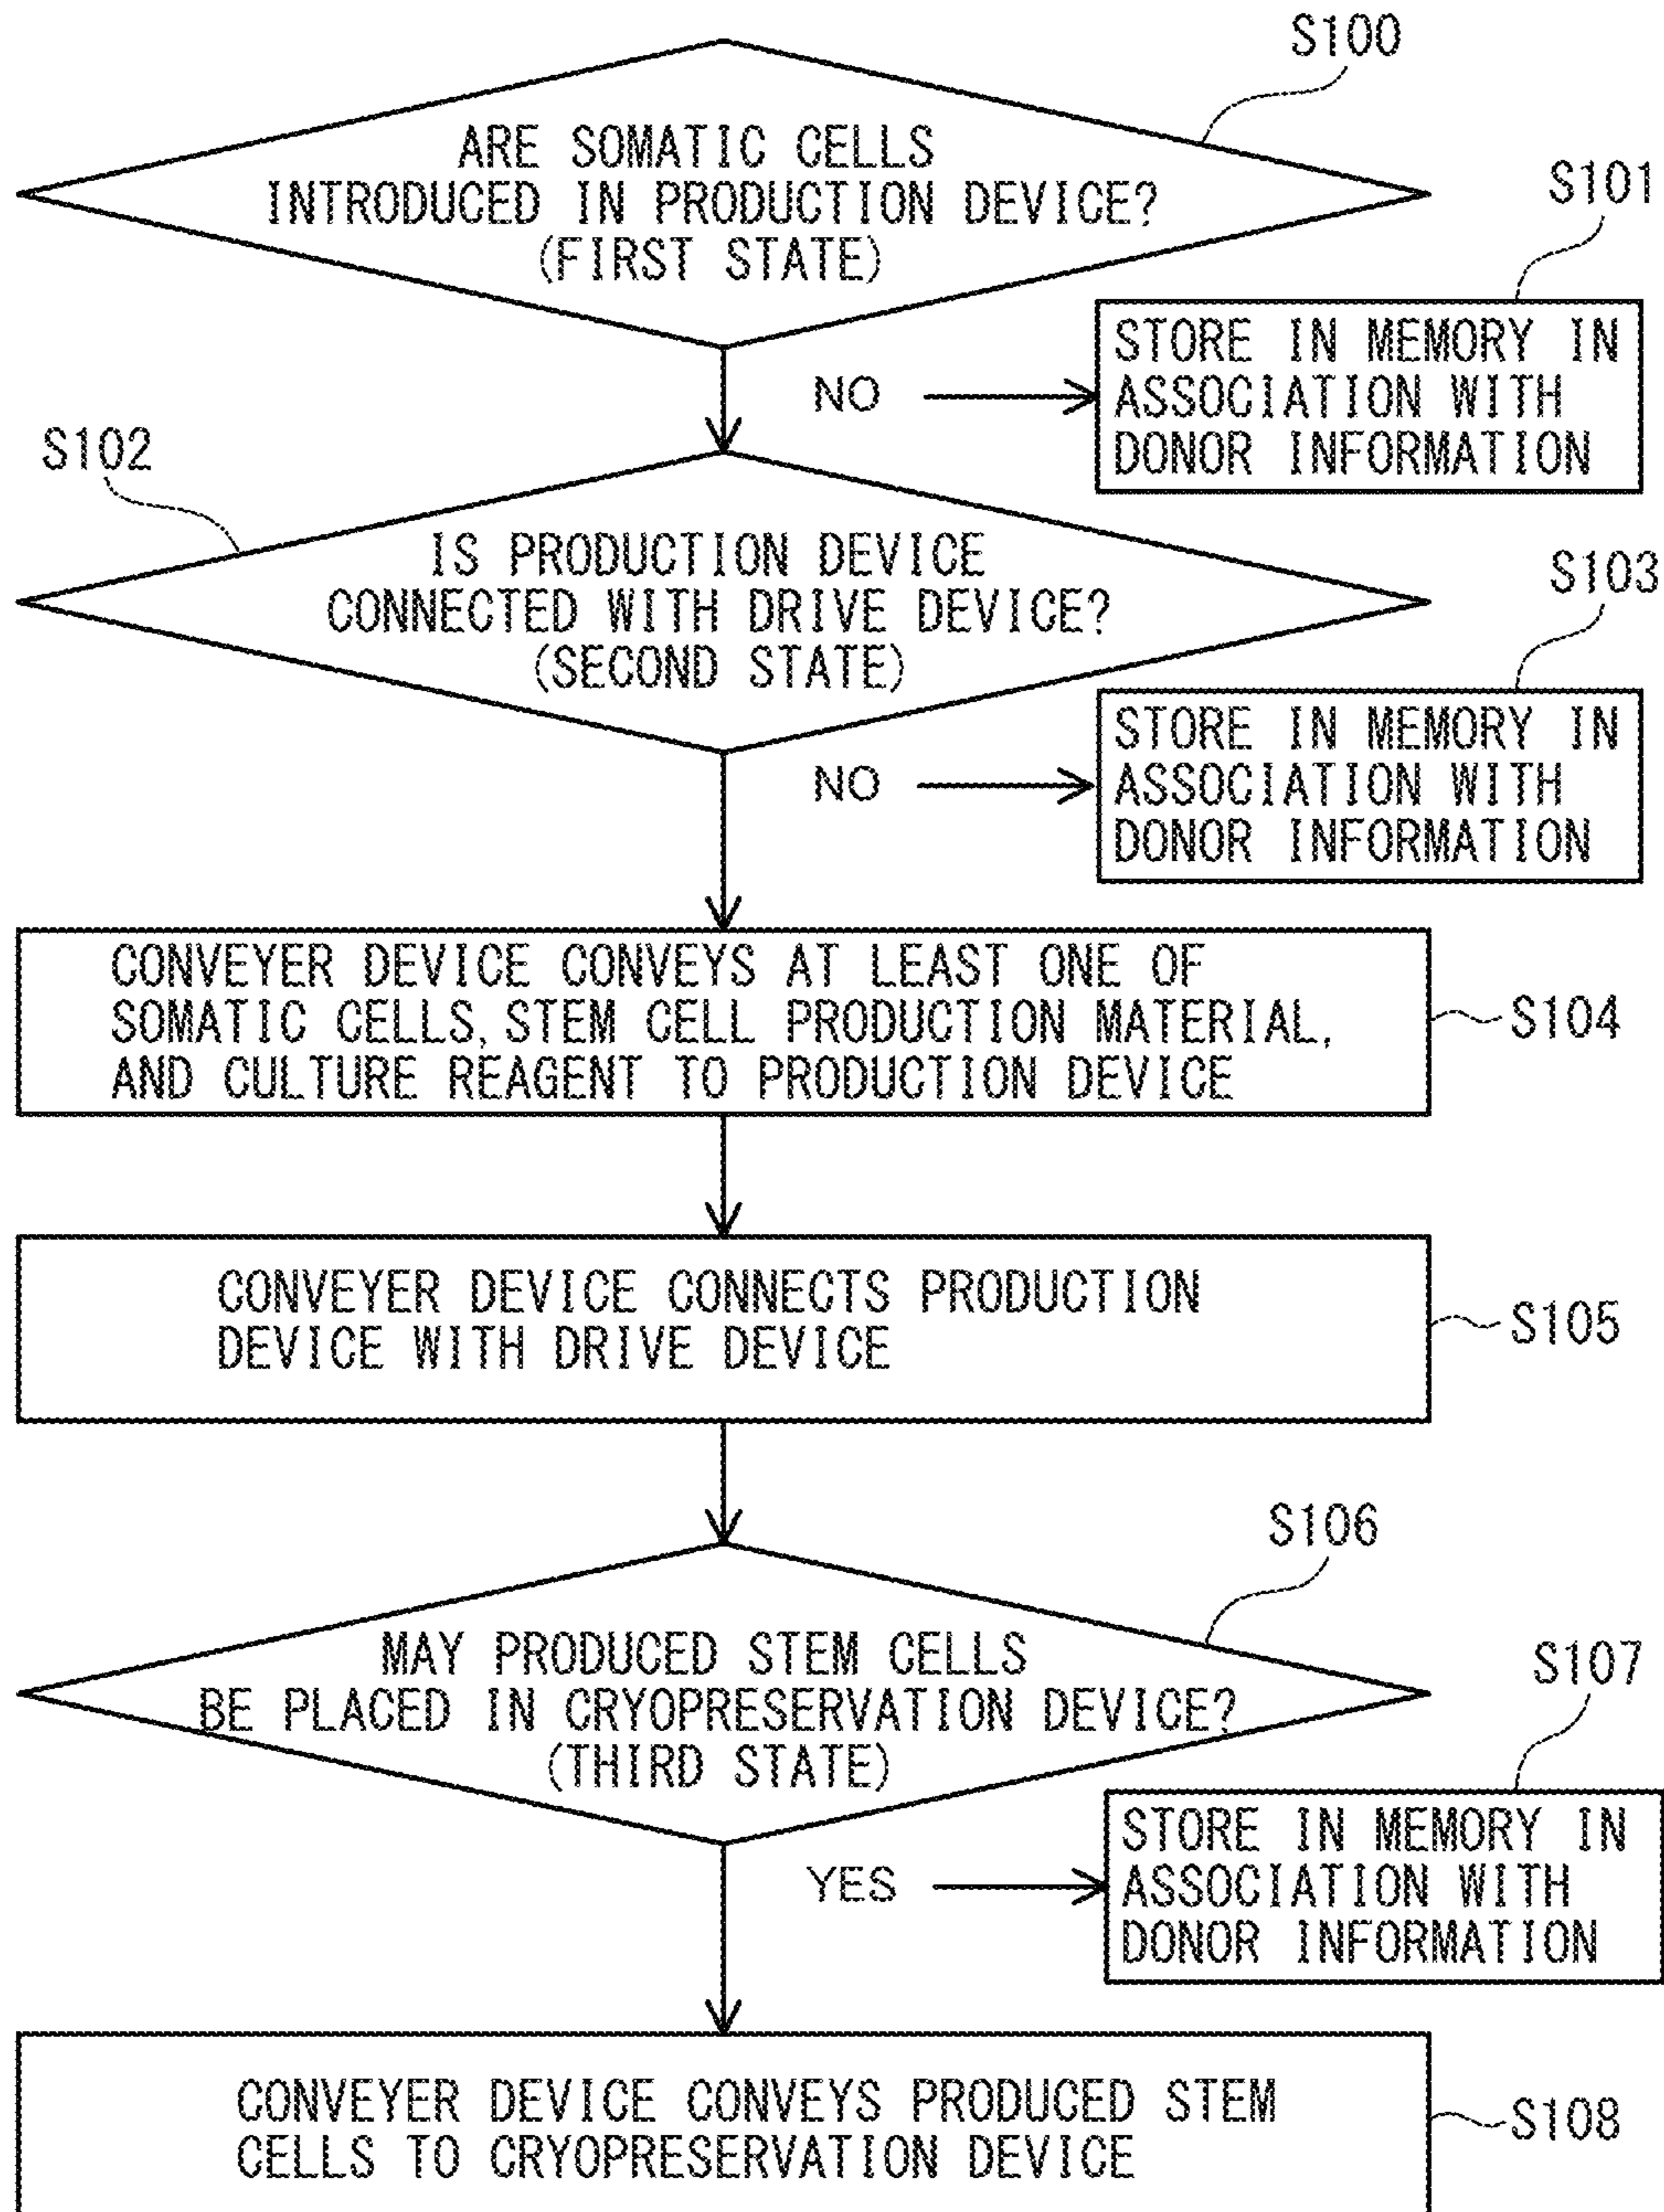 S100
ARE SOMATIC CELLS
INTRODUCED IN PRODUCTION DEVICE?
(FIRST STATE)
S101
NO
STORE IN MEMORY IN
ASSOCIATION WITH
DONOR INFORMATION
S102
IS PRODUCTION DEVICE
CONNECTED WITH DRIVE DEVICE?
(SECOND STATE)
S103
NO
STORE IN MEMORY IN
ASSOCIATION WITH
DONOR INFORMATION
CONVEYER DEVICE CONVEYS AT LEAST ONE OF
SOMATIC CELLS, STEM CELL PRODUCTION MATERIAL,
AND CULTURE REAGENT TO PRODUCTION DEVICE
S104
CONVEYER DEVICE CONNECTS PRODUCTION
DEVICE WITH DRIVE DEVICE
S105
S106
MAY PRODUCED STEM CELLS
BE PLACED IN CRYOPRESERVATION DEVICE?
(THIRD STATE)
S107
YES
STORE IN MEMORY IN
ASSOCIATION WITH
DONOR INFORMATION
CONVEYER DEVICE CONVEYS PRODUCED STEM
CELLS TO CRYOPRESERVATION DEVICE
S108